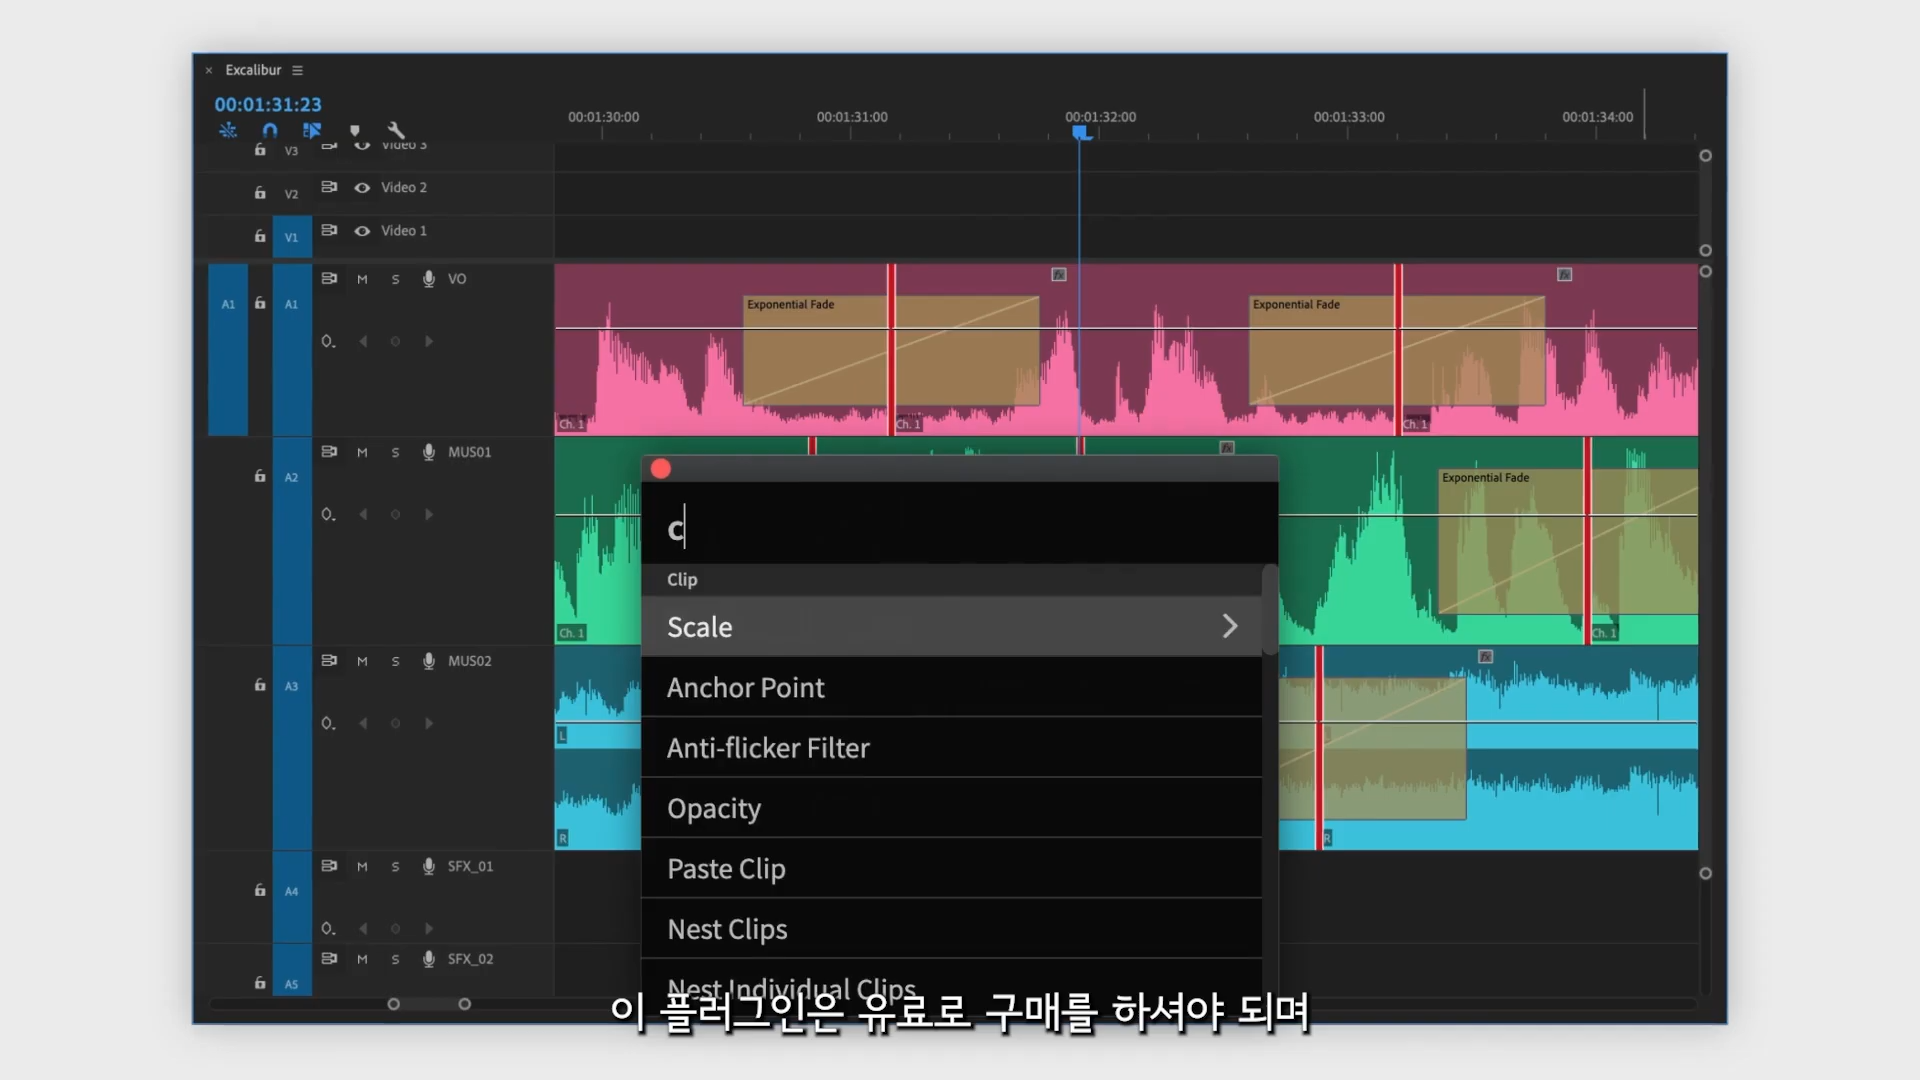 Excalibur
00:01:31:23
00:01:30:00
00:01:31:00
00:01:32:00
00:01:33:00
00:01:34:00
V3
Video 3
V2
Video 2
V1
Video 1
A1
A1
M
S
VO
fx
fx
Exponential Fade
Exponential Fade
Ch. 1
Ch. 1
Ch. 1
A2
M
S
MUS01
fx
Exponential Fade
Ch. 1
Ch. 1
A3
M
S
MUS02
fx
L
R
R
c
Clip
Scale
Anchor Point
Anti-flicker Filter
Opacity
Paste Clip
Nest Clips
Nest Individual Clips
A4
M
S
SFX_01
A5
M
S
SFX_02
이 플러그인은 유료로 구매를 하셔야 되며